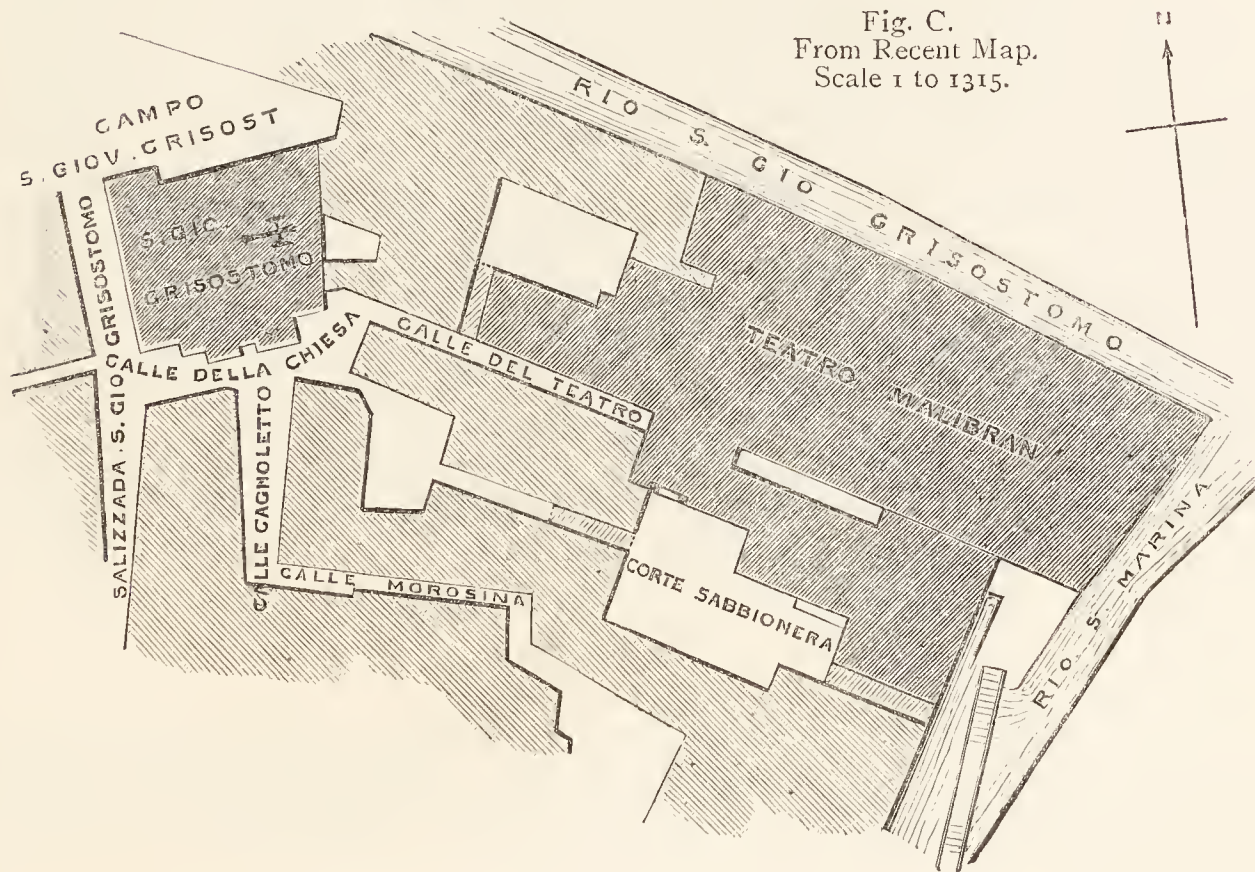 Fig. C.
From Recent Map.
Scale 1 to 1315.
N
CAMPO
S. GIOV. GRISOST
RIO S. GIO GRISOSTOMO
S. GIO.
GRISOSTOMO
SALIZZADA. S. GIO GRISOSTOMO
CALLE DELLA CHIESA
CALLE DEL TEATRO
TEATRO MALIBRAN
CALLE CAGNOLETTO
CALLE MOROSINA
CORTE SABBIONERA
RIO S MARINA